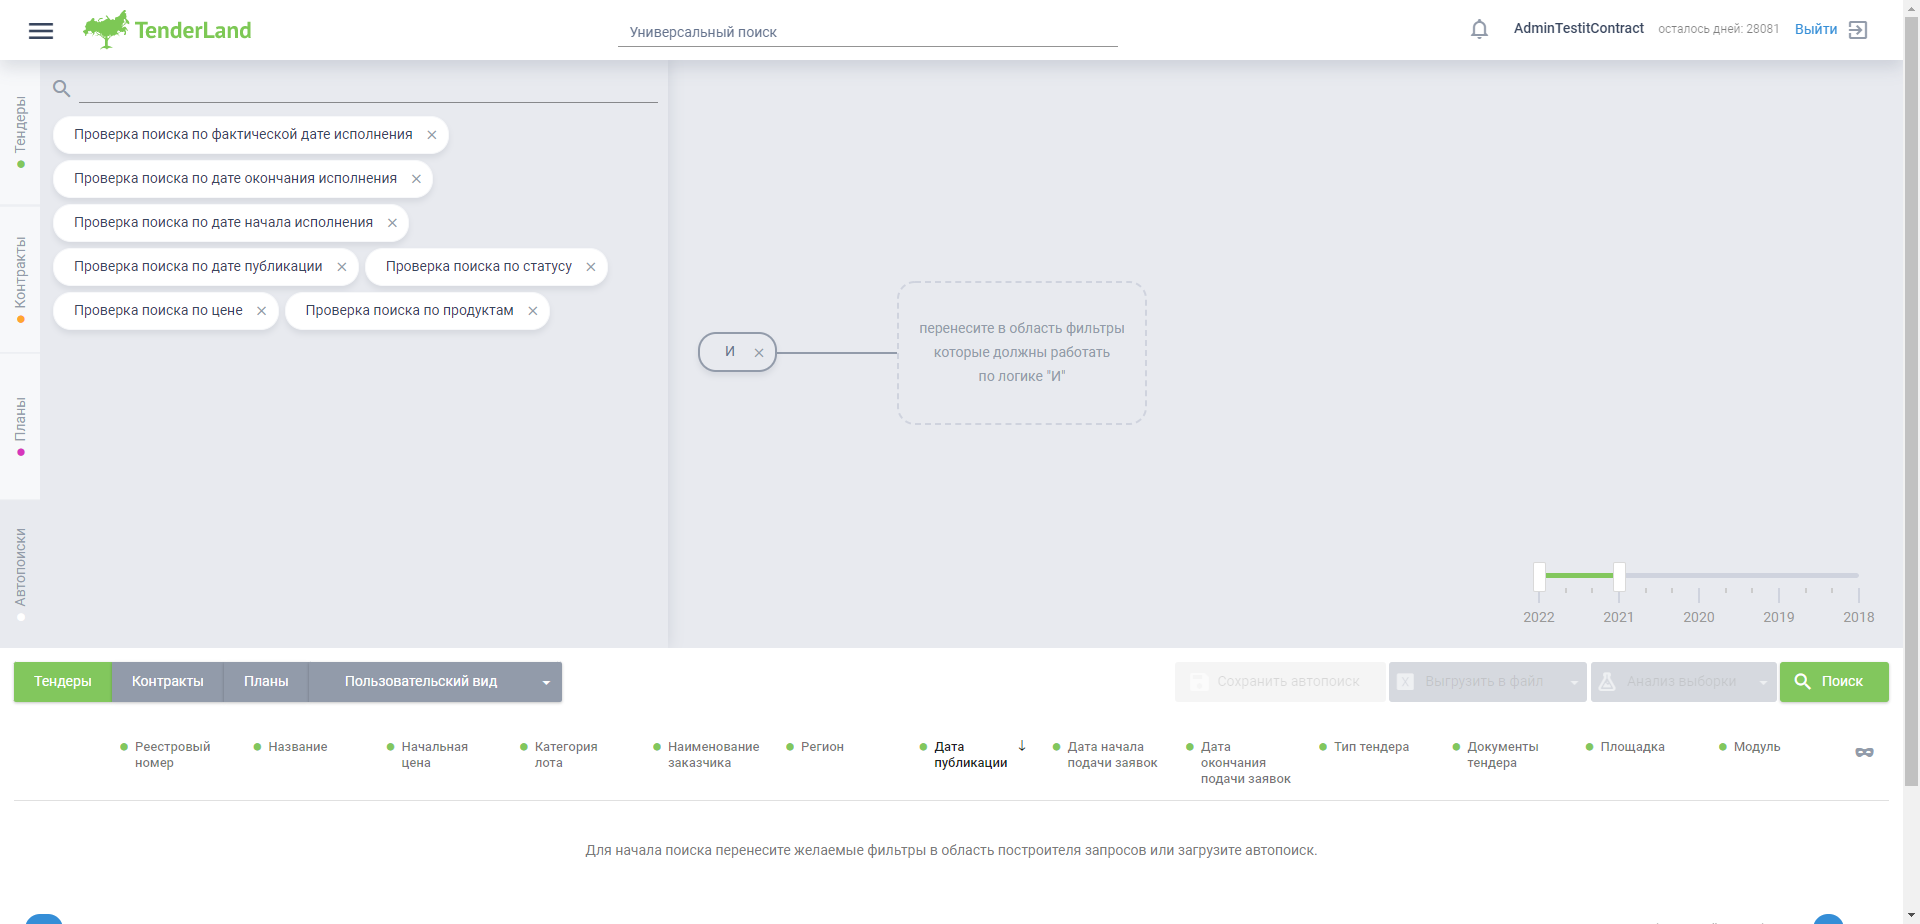 TenderLand
Универсальный поиск
AdminTestitContract
осталось дней: 28081
Выйти
Тендеры
Контракты
Планы
Автопоиски
Проверка поиска по фактической дате исполнения
Проверка поиска по дате окончания исполнения
Проверка поиска по дате начала исполнения
Проверка поиска по дате публикации
Проверка поиска по статусу
Проверка поиска по цене
Проверка поиска по продуктам
И
перенесите в область фильтры
которые должны работать
по логике "И"
2022 2021 2020 2019 2018
Тендеры
Контракты
Планы
Пользовательский вид
Сохранить автопоиск
Выгрузить в файл
Анализ выборки
Поиск
Реестровый
номер
Название
Начальная
цена
Категория
лота
Наименование
заказчика
Регион
Дата
публикации
Дата начала
подачи заявок
Дата
окончания
подачи заявок
Тип тендера
Документы
тендера
Площадка
Модуль
Для начала поиска перенесите желаемые фильтры в область построителя запросов или загрузите автопоиск.